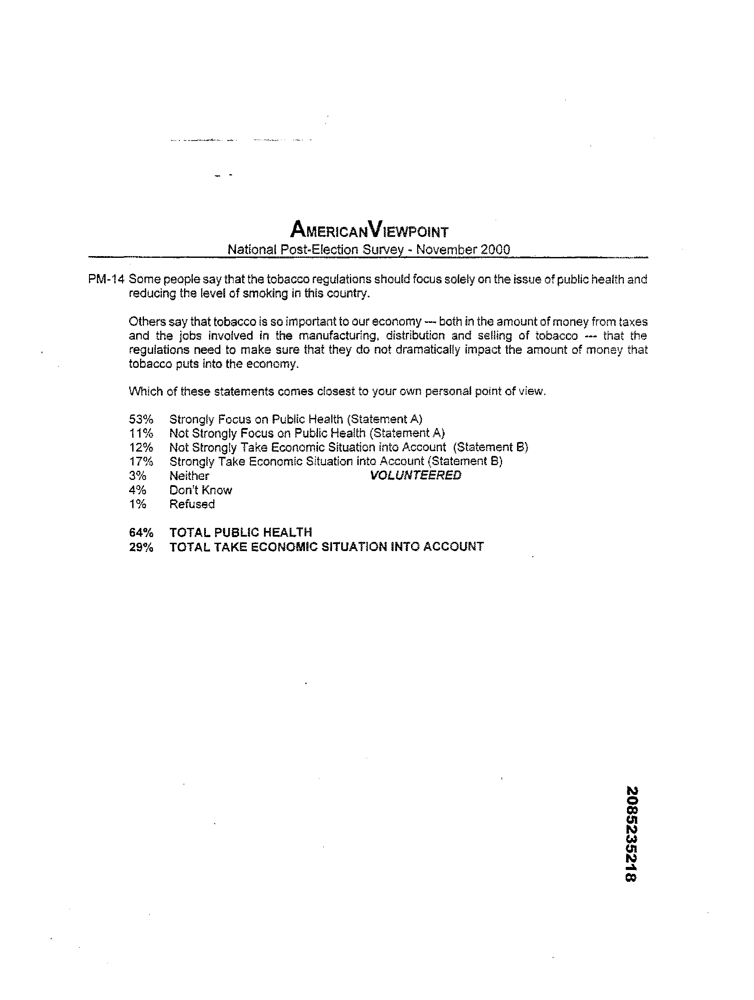 AMERICANVIEWPOINT
National Post-Election Survey - November 2000
PM-14 Some people say that the tobacco regulations should focus solely on the issue of public health and
reducing the level of smoking in this country.
Others say that tobacco is so important to our economy --- both in the amount of money from taxes
and the jobs involved in the manufacturing, distribution and selling of tobacco --- that the
regulations need to make sure that they do not dramatically impact the amount of money that
tobacco puts into the economy.
Which of these statements comes closest to your own personal point of view.
53% Strongly Focus on Public Health (Statement A)
11% Not Strongly Focus on Public Health (Statement A)
12% Not Strongly Take Economic Situation into Account (Statement B)
17% Strongly Take Economic Situation into Account (Statement B)
3% Neither VOLUNTEERED
4% Don't Know
1% Refused
64% TOTAL PUBLIC HEALTH
29% TOTAL TAKE ECONOMIC SITUATION INTO ACCOUNT
2085235218